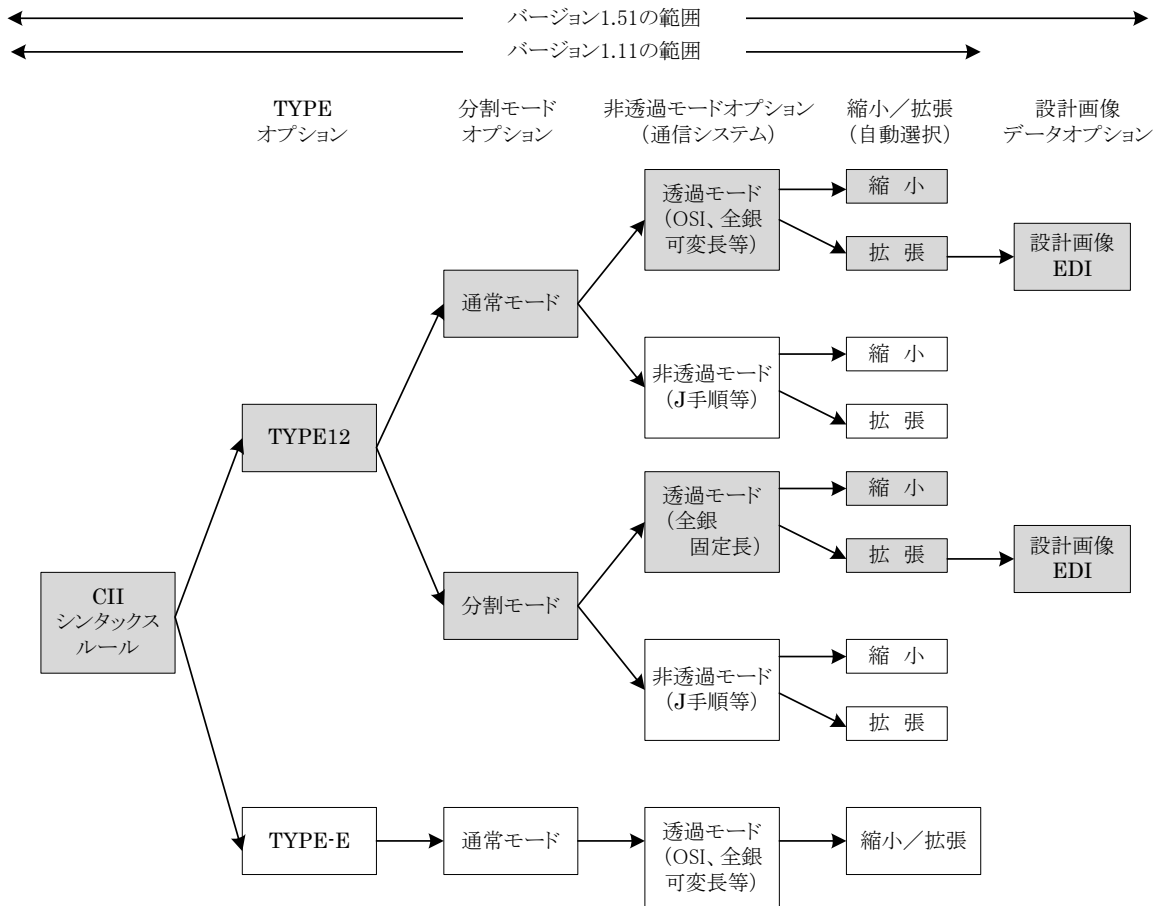 バージョン1.51の範囲
バージョン1.11の範囲
TYPE
オプション
分割モード
オプション
非透過モードオプション
(通信システム)
縮小／拡張
(自動選択)
設計画像
データオプション
透過モード
(OSI、全銀
可変長等)
縮 小
拡 張
設計画像
EDI
通常モード
非透過モード
(J手順等)
縮 小
拡 張
TYPE12
透過モード
(全銀
固定長)
縮 小
拡 張
設計画像
EDI
CII
シンタックス
ルール
分割モード
非透過モード
(J手順等)
縮 小
拡 張
TYPE-E
通常モード
透過モード
(OSI、全銀
可変長等)
縮小／拡張